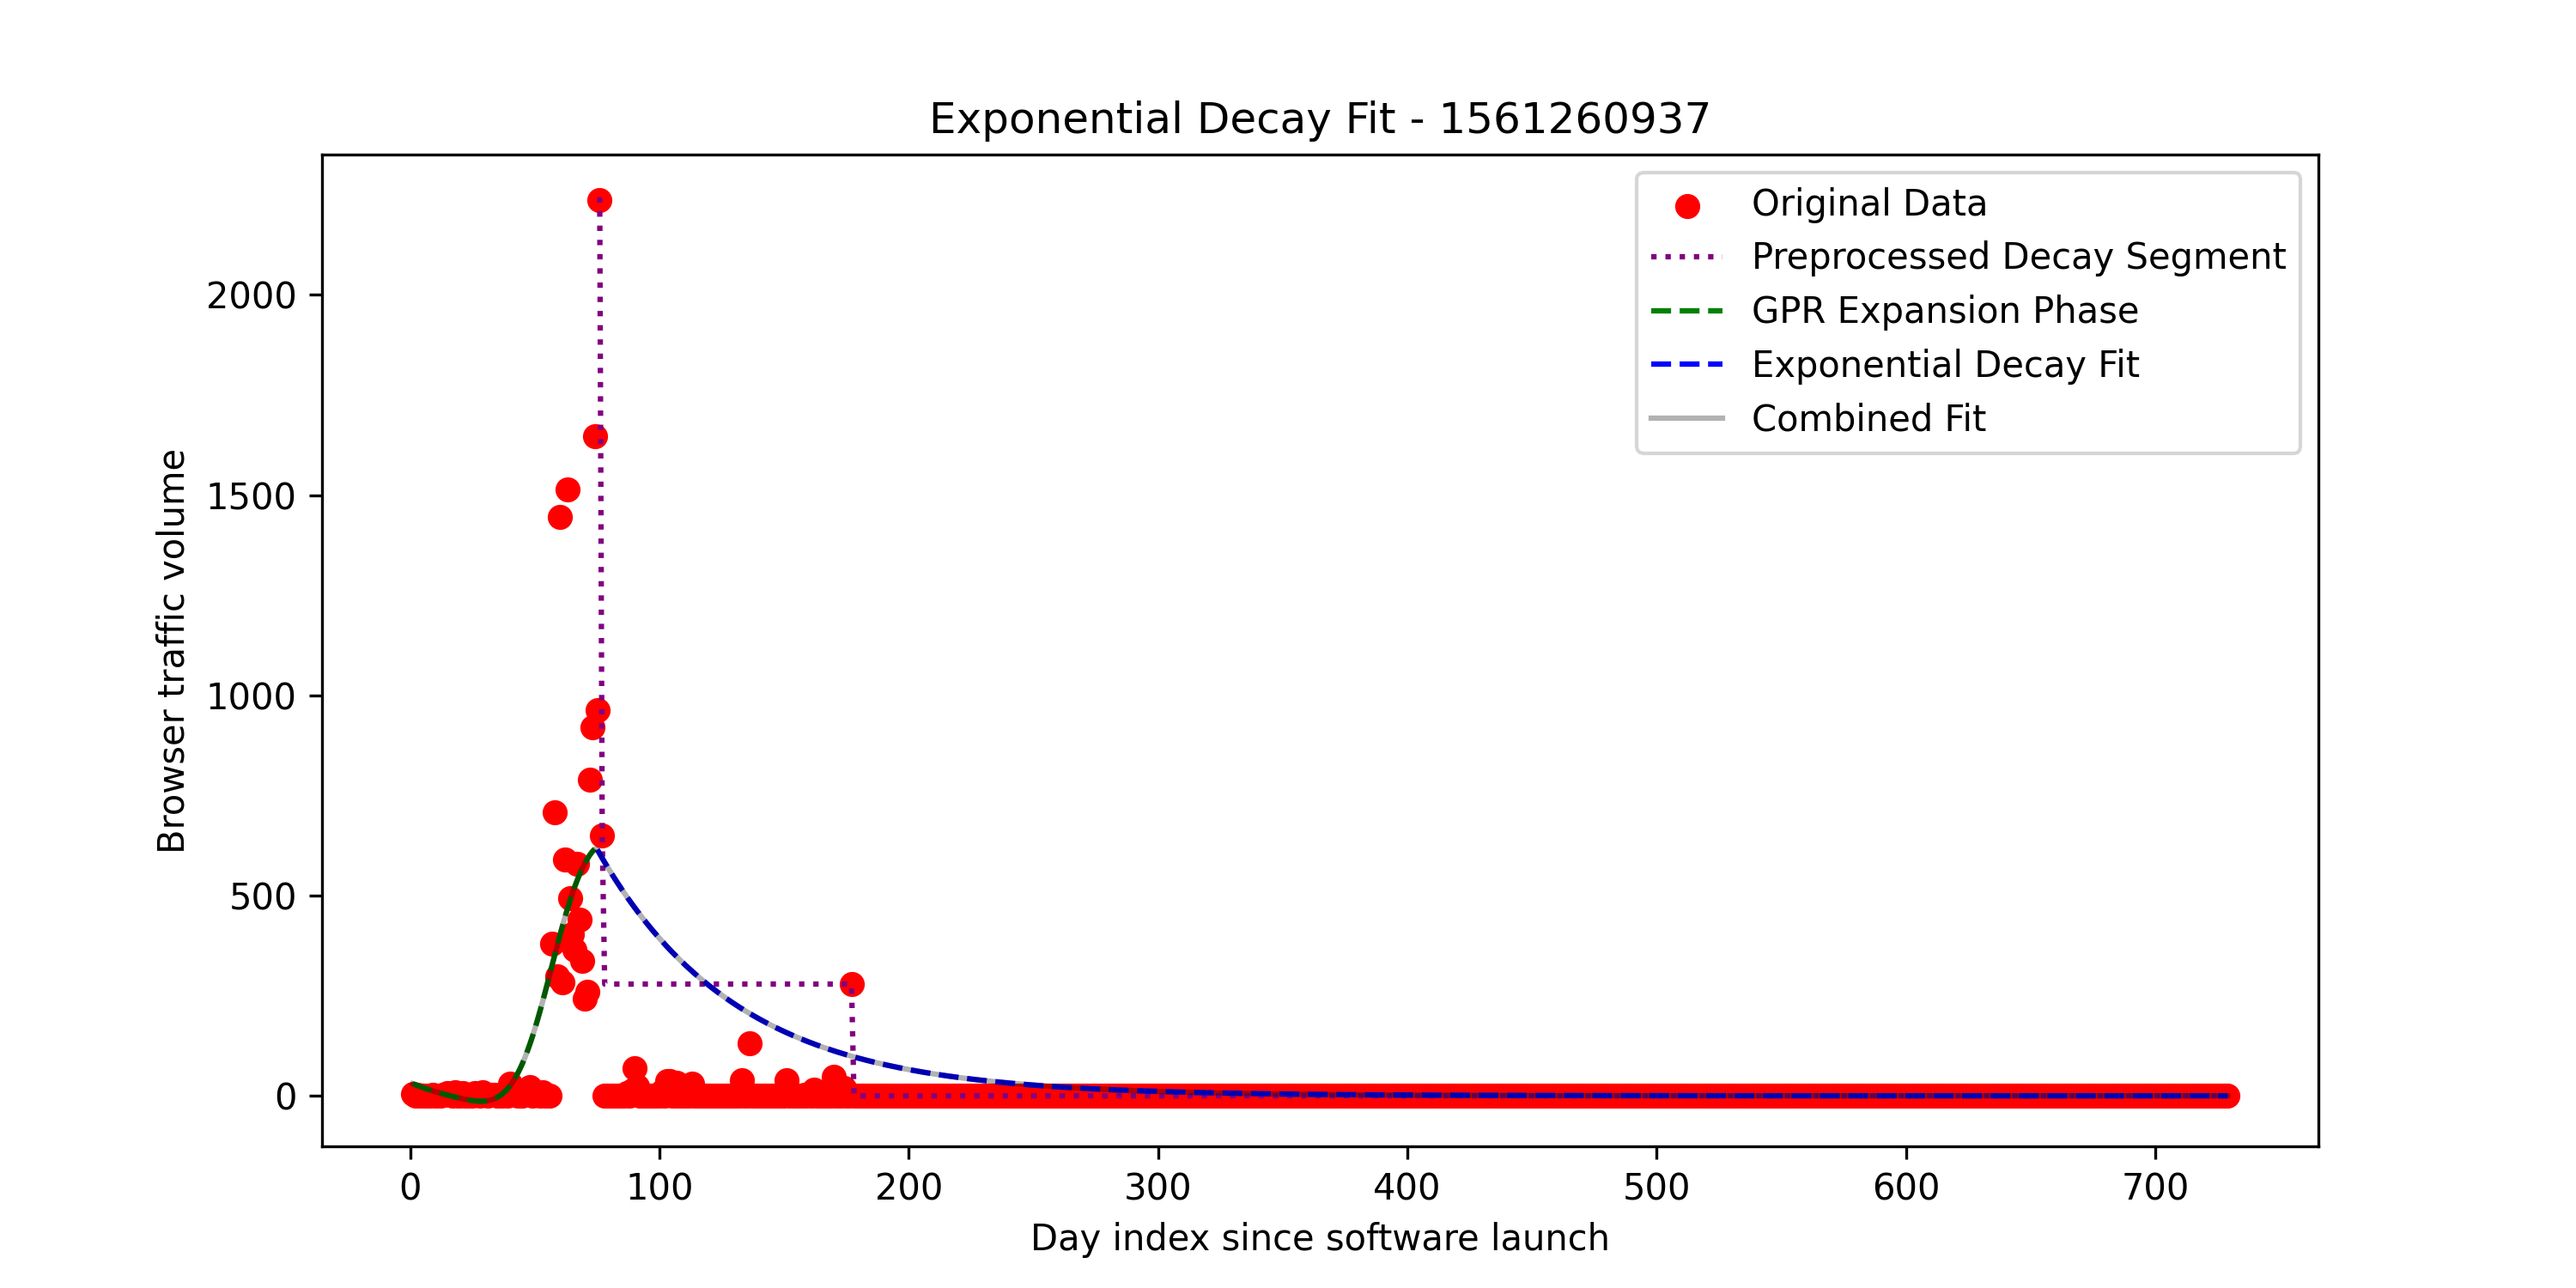 Exponential Decay Fit - 1561260937
Original Data
Preprocessed Decay Segment
GPR Expansion Phase
Exponential Decay Fit
Combined Fit
Browser traffic volume
2000
1500
1000
500
0
0 100 200 300 400 500 600 700
Day index since software launch